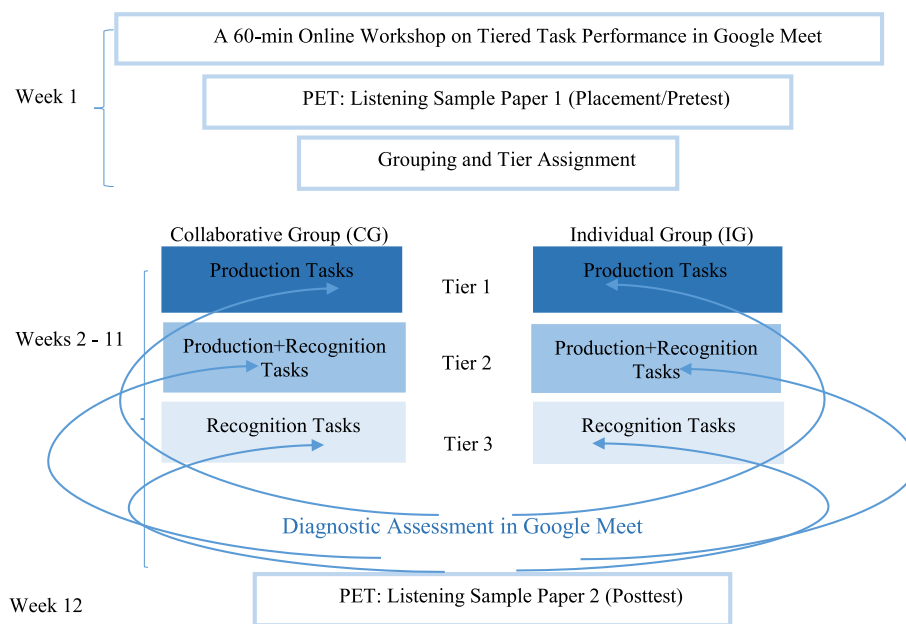 A 60-min Online Workshop on Tiered Task Performance in Google Meet
Week 1
PET: Listening Sample Paper 1 (Placement/Pretest)
Grouping and Tier Assignment
Collaborative Group (CG)
Individual Group (IG)
Production Tasks
Tier 1
Production Tasks
Weeks 2 - 11
Production+Recognition
Tasks
Tier 2
Production+Recognition
Tasks
Recognition Tasks
Tier 3
Recognition Tasks
Diagnostic Assessment in Google Meet
PET: Listening Sample Paper 2 (Posttest)
Week 12